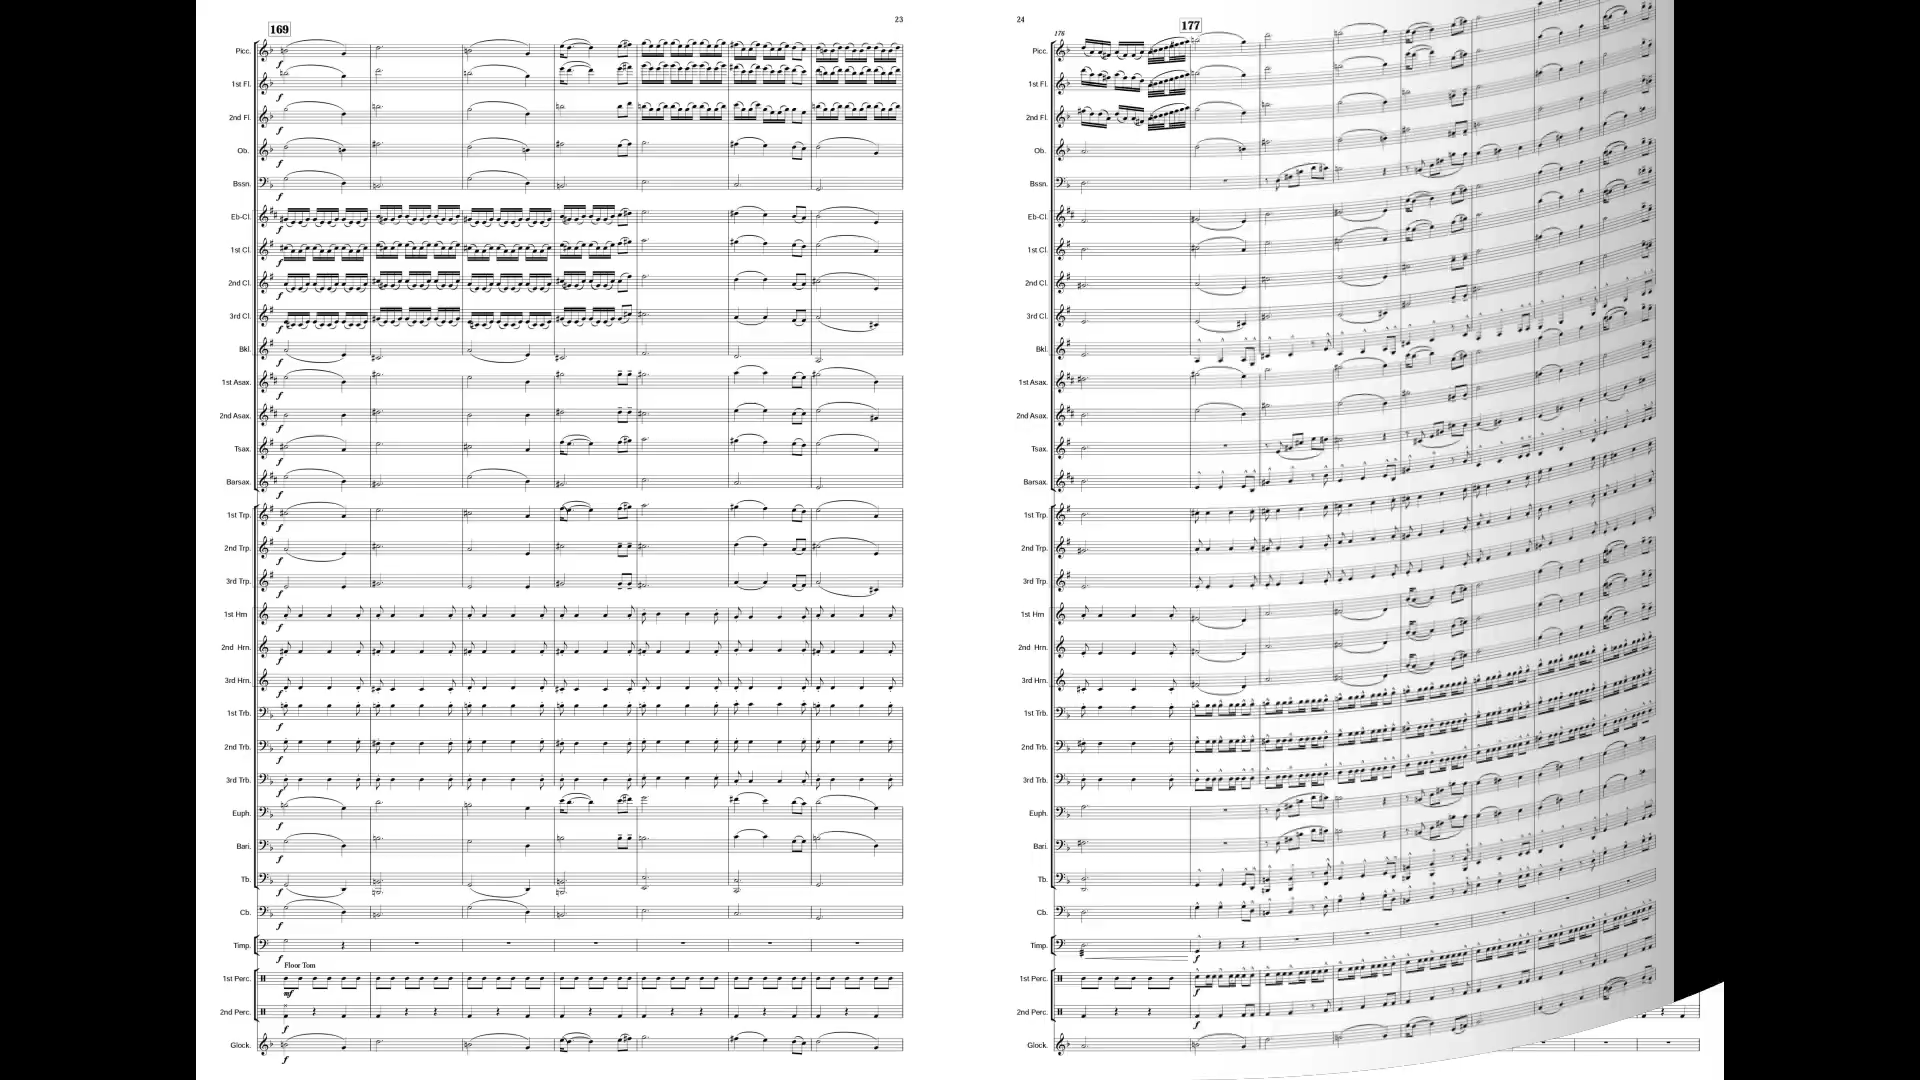 169
23
Picc.
1st Fl.
f
2nd Fl.
f
Ob.
f
Bssn.
f
Eb-Cl.
f
1st Cl.
f
2nd Cl.
f
3rd Cl.
f
Bkl.
f
1st Asax.
f
2nd Asax.
f
Tsax.
f
Barsax.
f
1st Trp.
f
2nd Trp.
f
3rd Trp.
f
1st Hrn
f
2nd Hrn.
f
3rd Hrn.
f
1st Trb.
f
2nd Trb.
f
3rd Trb.
f
Euph.
f
Bari.
f
Tb.
f
Cb.
f
Timp.
f
Floor Tom
1st Perc.
mf
2nd Perc.
f
Glock.
f
24
176
177
Picc.
1st Fl.
2nd Fl.
Ob.
Bssn.
Eb-Cl.
1st Cl.
2nd Cl.
3rd Cl.
Bkl.
1st Asax.
2nd Asax.
Tsax.
Barsax.
1st Trp.
2nd Trp.
3rd Trp.
1st Hrn
2nd Hrn.
3rd Hrn.
1st Trb.
2nd Trb.
3rd Trb.
Euph.
Bari.
Tb.
Cb.
Timp.
f
1st Perc.
f
2nd Perc.
f
Glock.